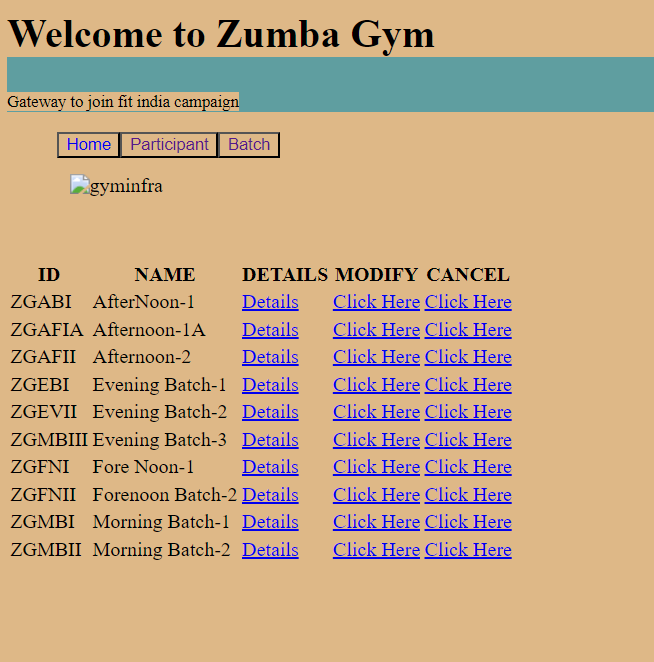 Welcome to Zumba Gym
Gateway to join fit india campaign
Home Participant Batch
gyminfra
ID NAME DETAILS MODIFY CANCEL
ZGABI AfterNoon-1 Details Click Here Click Here
ZGAFIA Afternoon-1A Details Click Here Click Here
ZGAFII Afternoon-2 Details Click Here Click Here
ZGEBI Evening Batch-1 Details Click Here Click Here
ZGEVII Evening Batch-2 Details Click Here Click Here
ZGMBIII Evening Batch-3 Details Click Here Click Here
ZGFNI Fore Noon-1 Details Click Here Click Here
ZGFNII Forenoon Batch-2 Details Click Here Click Here
ZGMBI Morning Batch-1 Details Click Here Click Here
ZGMBII Morning Batch-2 Details Click Here Click Here